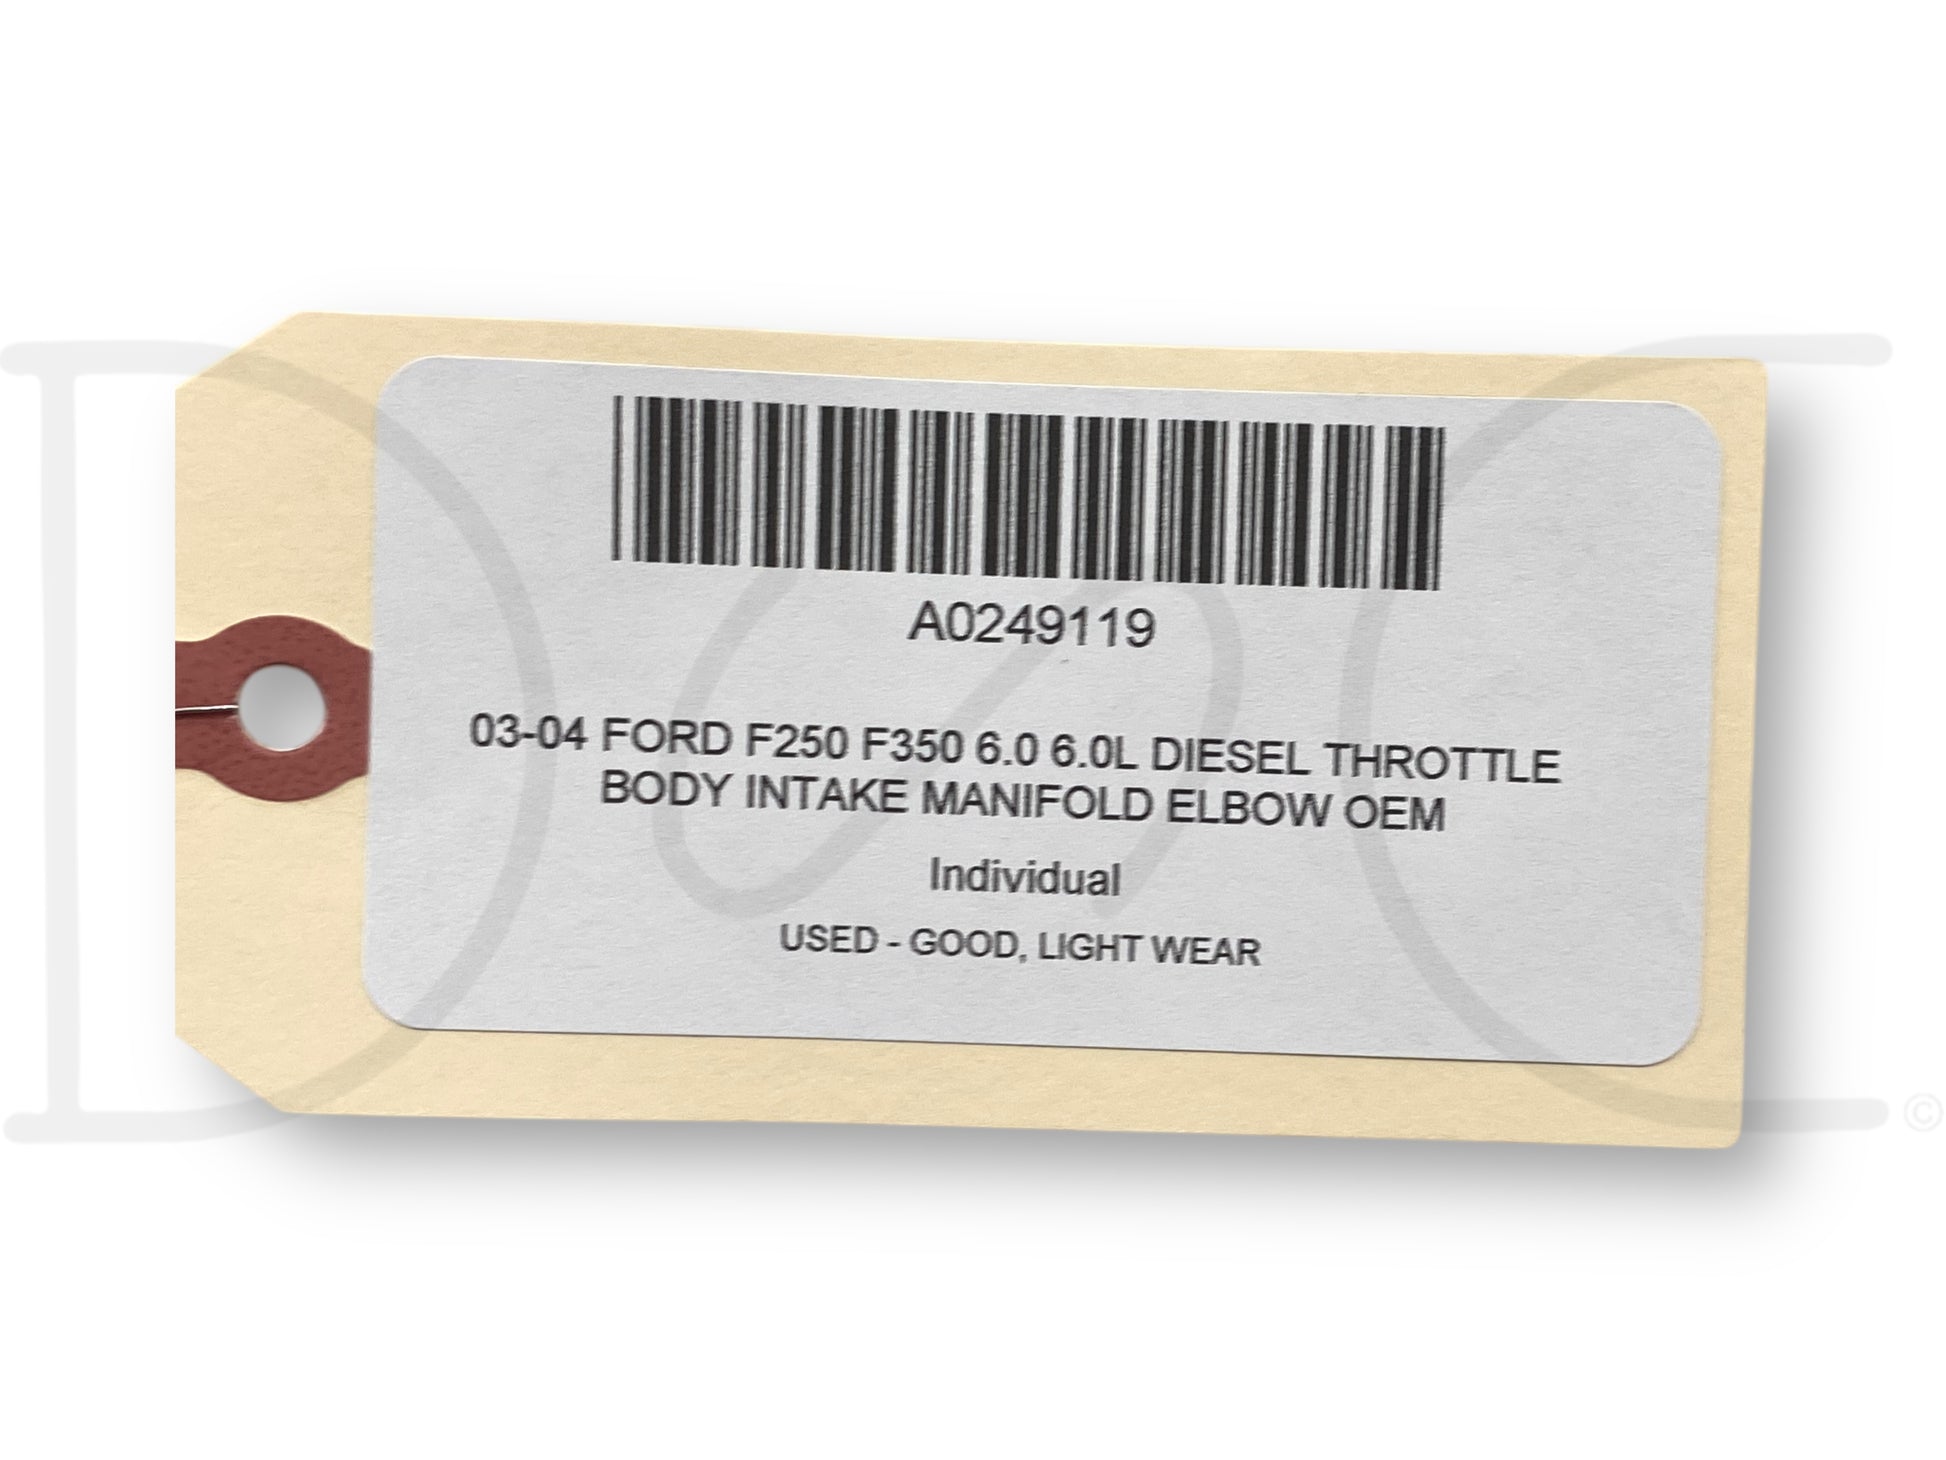 A0249119
03-04 FORD F250 F350 6.0 6.0L DIESEL THROTTLE
BODY INTAKE MANIFOLD ELBOW OEM
Individual
USED - GOOD, LIGHT WEAR
©